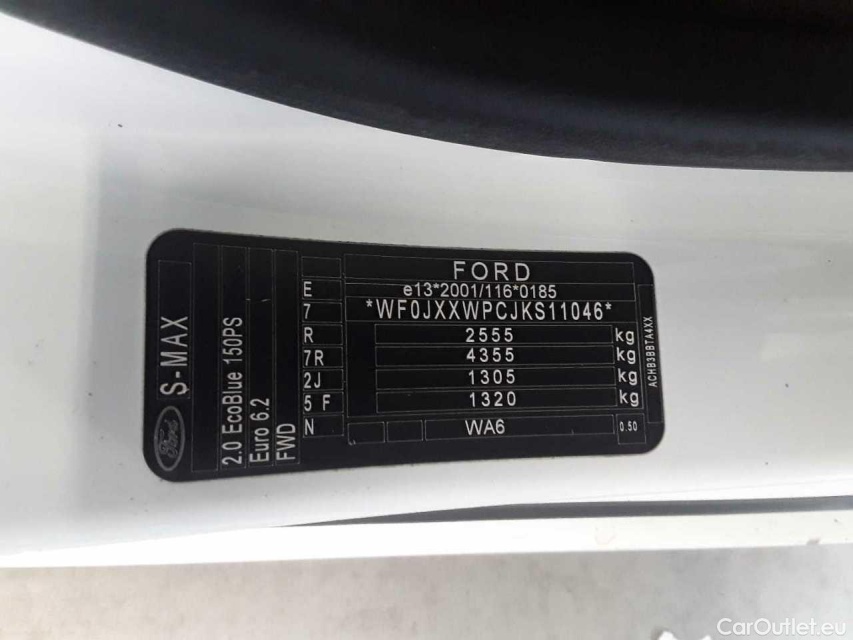 Ford
S-MAX
2.0 EcoBlue 150PS
Euro 6.2
FWD
FORD
E e13*2001/116*0185
7 *WF0JXXWPCJKS11046*
R 2555 kg
7R 4355 kg
2J 1305 kg
5 F 1320 kg
N WA6 0.50
ACHB3BBTA4XX
CarOutlet.eu